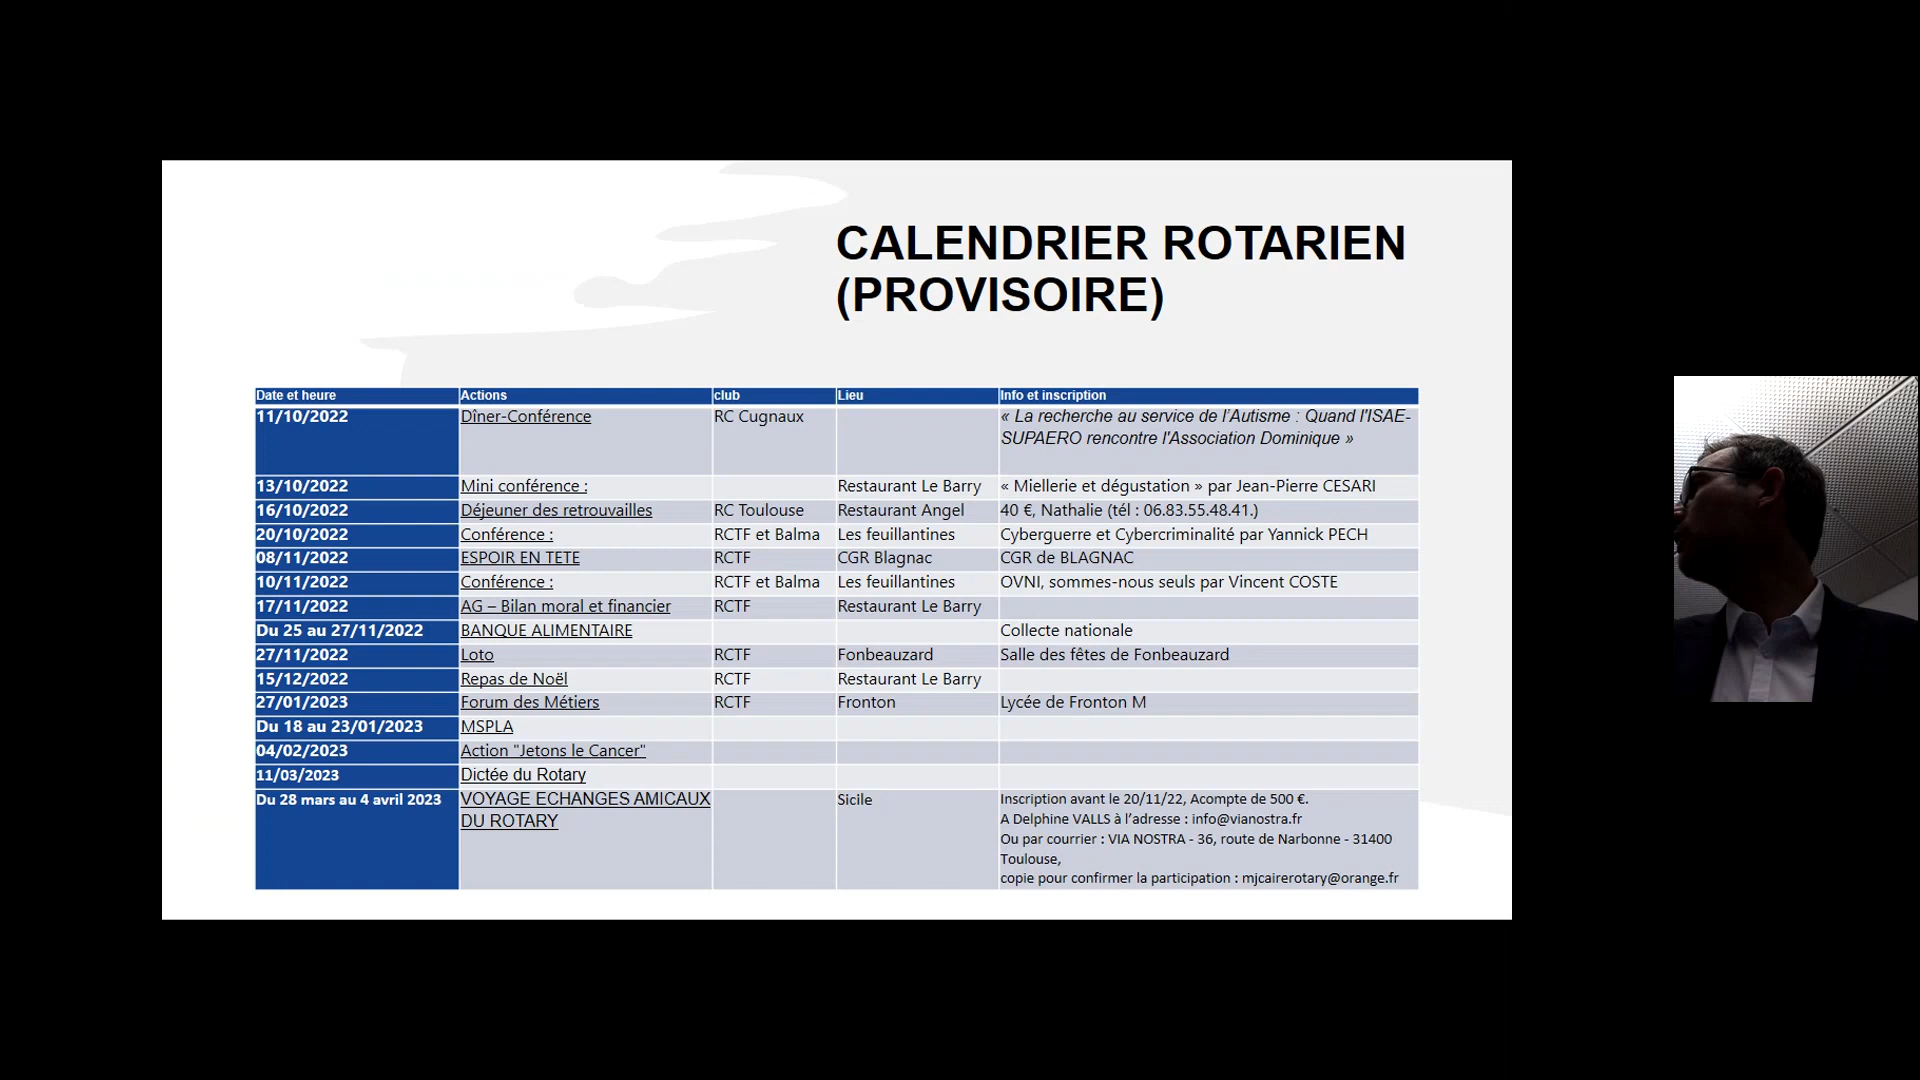 CALENDRIER ROTARIEN
(PROVISOIRE)
Date et heure Actions club Lieu Info et inscription
11/10/2022 Dîner-Conférence RC Cugnaux « La recherche au service de l’Autisme : Quand l'ISAE-
SUPAERO rencontre l'Association Dominique »
13/10/2022 Mini conférence : Restaurant Le Barry « Miellerie et dégustation » par Jean-Pierre CESARI
16/10/2022 Déjeuner des retrouvailles RC Toulouse Restaurant Angel 40 €, Nathalie (tél : 06.83.55.48.41.)
20/10/2022 Conférence : RCTF et Balma Les feuillantines Cyberguerre et Cybercriminalité par Yannick PECH
08/11/2022 ESPOIR EN TETE RCTF CGR Blagnac CGR de BLAGNAC
10/11/2022 Conférence : RCTF et Balma Les feuillantines OVNI, sommes-nous seuls par Vincent COSTE
17/11/2022 AG – Bilan moral et financier RCTF Restaurant Le Barry
Du 25 au 27/11/2022 BANQUE ALIMENTAIRE Collecte nationale
27/11/2022 Loto RCTF Fonbeauzard Salle des fêtes de Fonbeauzard
15/12/2022 Repas de Noël RCTF Restaurant Le Barry
27/01/2023 Forum des Métiers RCTF Fronton Lycée de Fronton M
Du 18 au 23/01/2023 MSPLA
04/02/2023 Action "Jetons le Cancer"
11/03/2023 Dictée du Rotary
Du 28 mars au 4 avril 2023 VOYAGE ECHANGES AMICAUX Sicile Inscription avant le 20/11/22, Acompte de 500 €.
DU ROTARY A Delphine VALLS à l’adresse : info@vianostra.fr
Ou par courrier : VIA NOSTRA - 36, route de Narbonne - 31400
Toulouse,
copie pour confirmer la participation : mjcairerotary@orange.fr